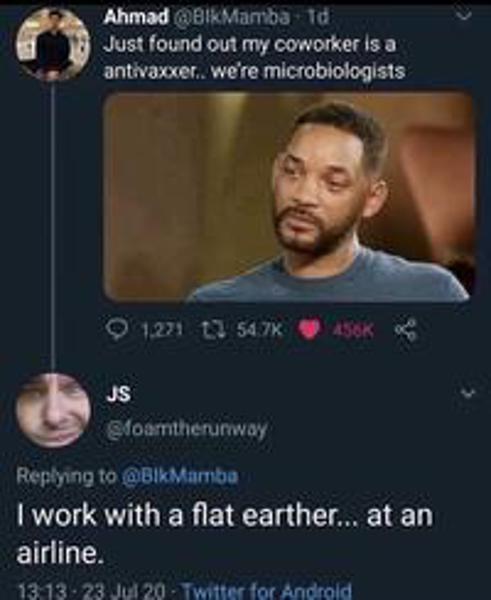 Ahmad @BlkMamba · 1d
Just found out my coworker is a
antivaxxer.. we're microbiologists
1,271 54.7K 456K
JS
@foamtherunway
Replying to @BlkMamba
I work with a flat earther... at an
airline.
13:13 · 23 Jul 20 · Twitter for Android